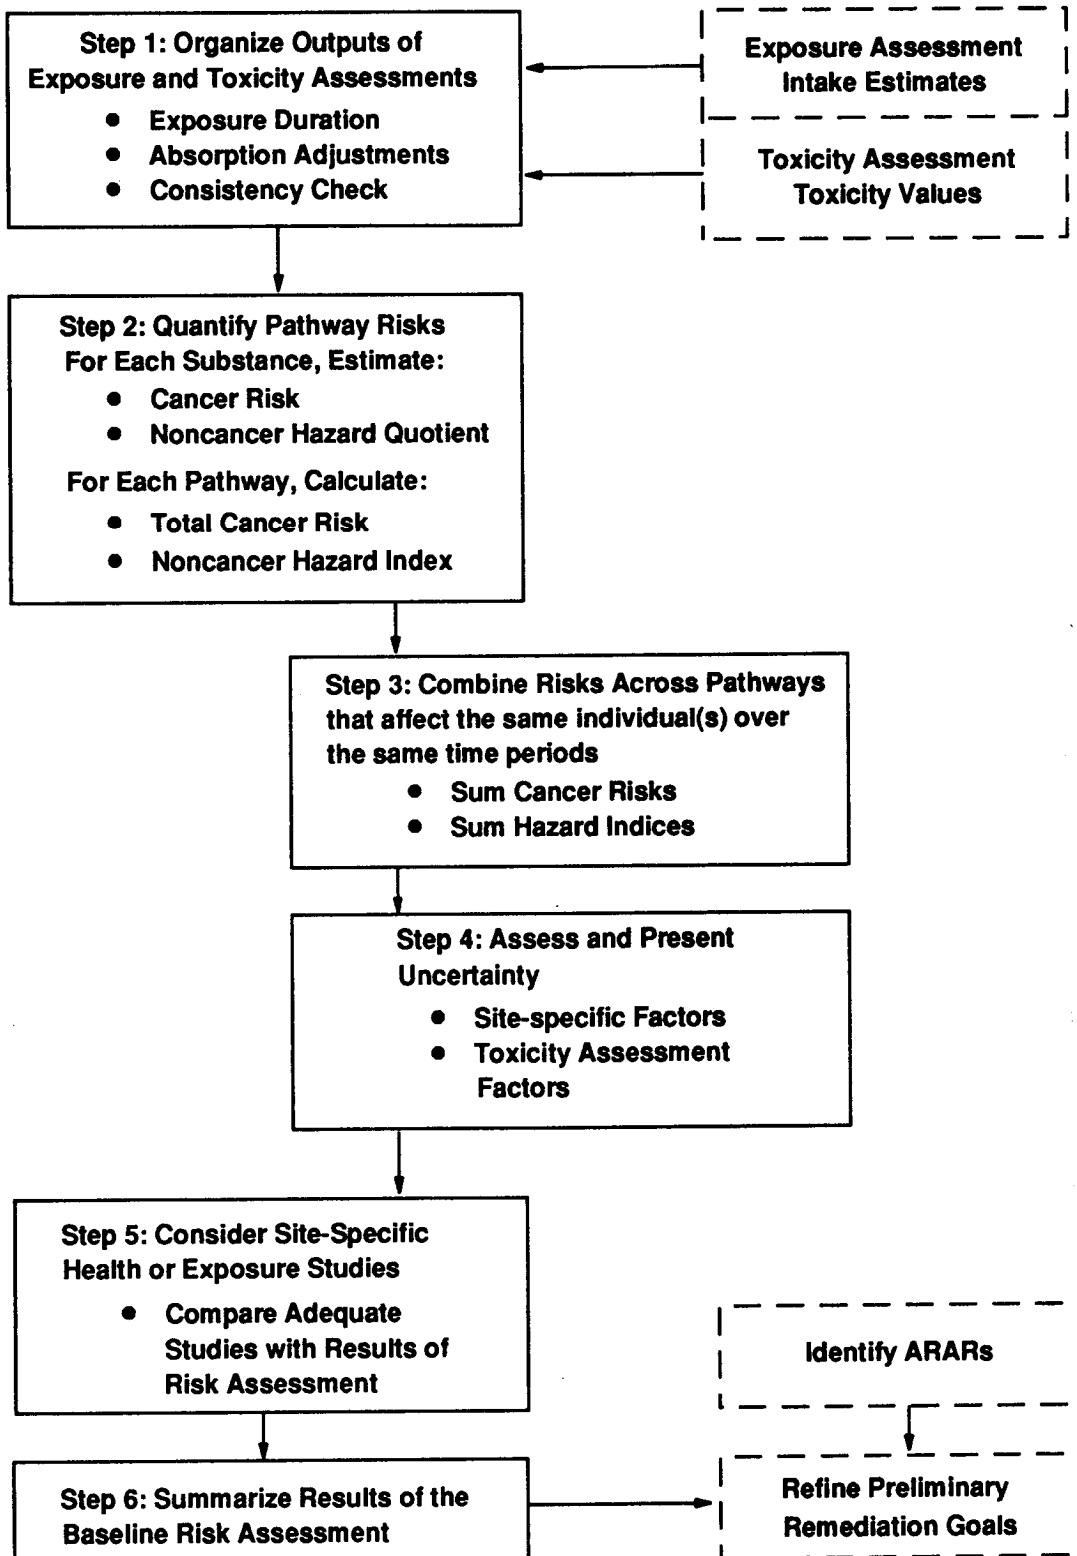 Step 1: Organize Outputs of
Exposure and Toxicity Assessments
● Exposure Duration
● Absorption Adjustments
● Consistency Check
Exposure Assessment
Intake Estimates
Toxicity Assessment
Toxicity Values
Step 2: Quantify Pathway Risks
For Each Substance, Estimate:
● Cancer Risk
● Noncancer Hazard Quotient
For Each Pathway, Calculate:
● Total Cancer Risk
● Noncancer Hazard Index
Step 3: Combine Risks Across Pathways
that affect the same individual(s) over
the same time periods
● Sum Cancer Risks
● Sum Hazard Indices
Step 4: Assess and Present
Uncertainty
● Site-specific Factors
● Toxicity Assessment
Factors
Step 5: Consider Site-Specific
Health or Exposure Studies
● Compare Adequate
Studies with Results of
Risk Assessment
Identify ARARs
Step 6: Summarize Results of the
Baseline Risk Assessment
Refine Preliminary
Remediation Goals